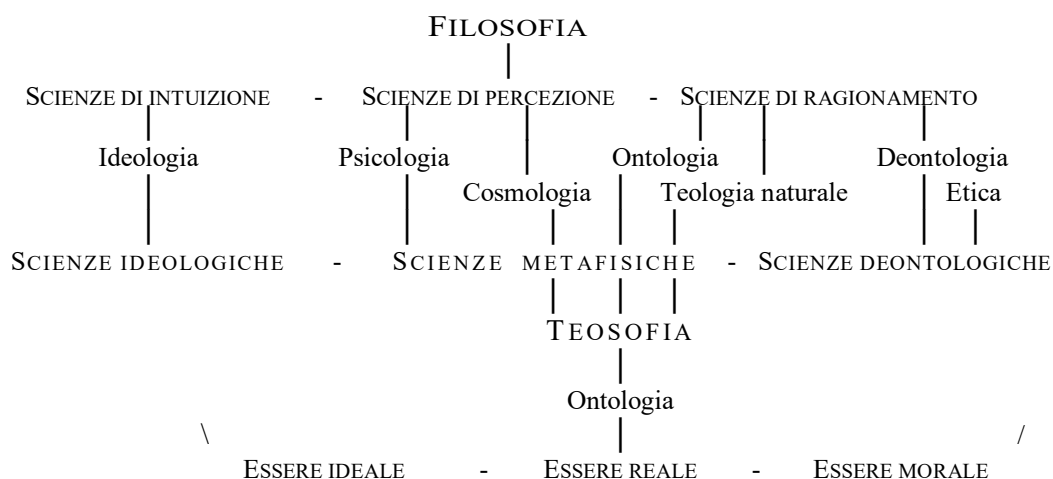 FILOSOFIA
SCIENZE DI INTUIZIONE - SCIENZE DI PERCEZIONE - SCIENZE DI RAGIONAMENTO
Ideologia Psicologia Ontologia Deontologia
Cosmologia Teologia naturale Etica
SCIENZE IDEOLOGICHE - SCIENZE METAFISICHE - SCIENZE DEONTOLOGICHE
TEOSOFIA
Ontologia
\ /
ESSERE IDEALE - ESSERE REALE - ESSERE MORALE